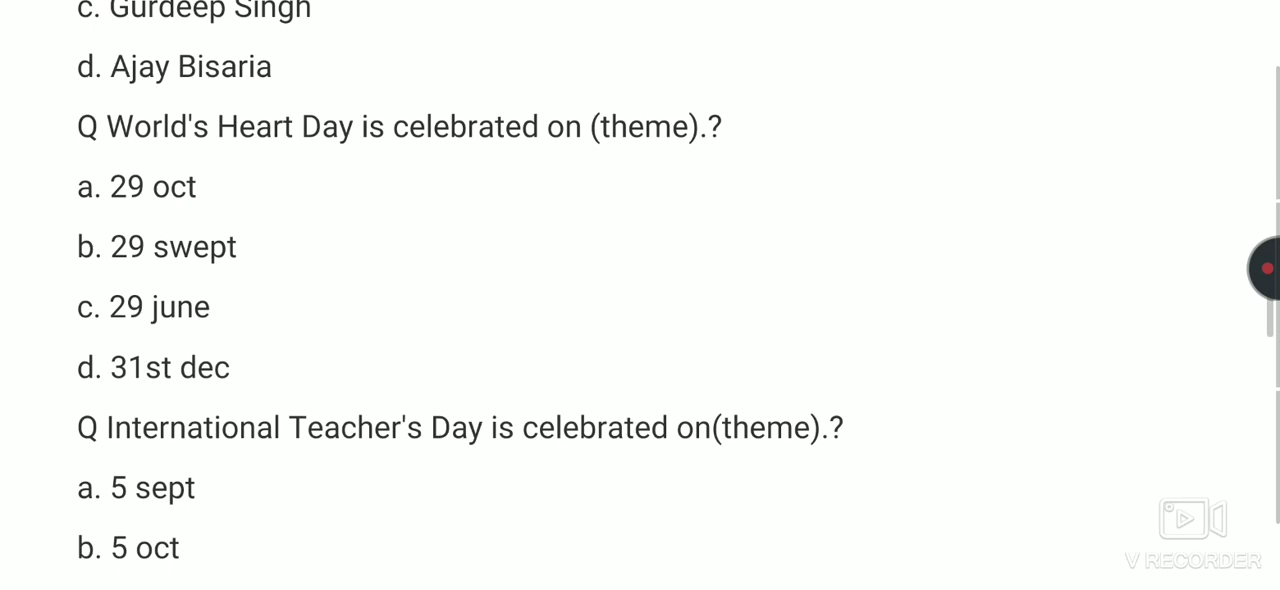 c. Gurdeep Singh
d. Ajay Bisaria
Q World's Heart Day is celebrated on (theme).?
a. 29 oct
b. 29 swept
c. 29 june
d. 31st dec
Q International Teacher's Day is celebrated on(theme).?
a. 5 sept
b. 5 oct
V RECORDER